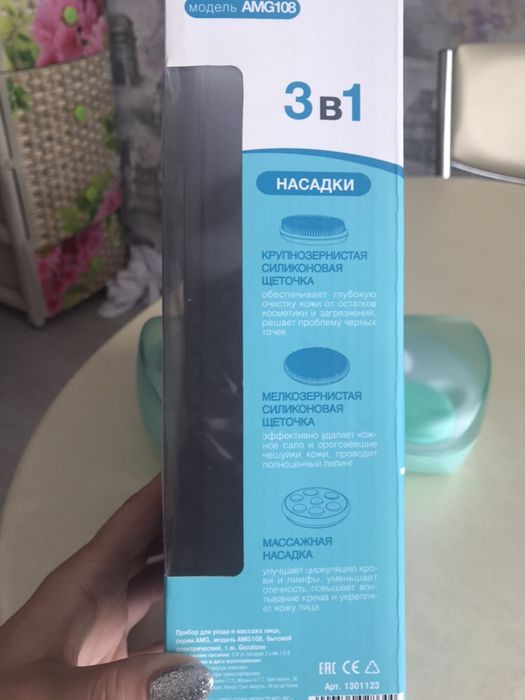 модель AMG108
3в1
НАСАДКИ
КРУПНОЗЕРНИСТАЯ
СИЛИКОНОВАЯ
ЩЕТОЧКА
обеспечивает глубокую
очистку кожи от остатков
косметики и загрязнений,
решает проблему черных
точек
МЕЛКОЗЕРНИСТАЯ
СИЛИКОНОВАЯ
ЩЕТОЧКА
эффективно удаляет кож-
ное сало и ороговевшие
чешуйки кожи, проводит
полноценный пилинг
МАССАЖНАЯ
НАСАДКА
улучшает циркуляцию кро-
ви и лимфы, уменьшает
отечность, повышает впи-
тывание крема и укрепля-
ет кожу лица
Прибор для ухода и массажа лица,
серии AMG, модель AMG108, бытовой
электрический, т.м. Gezatone
EAC CE
Арт. 1301123